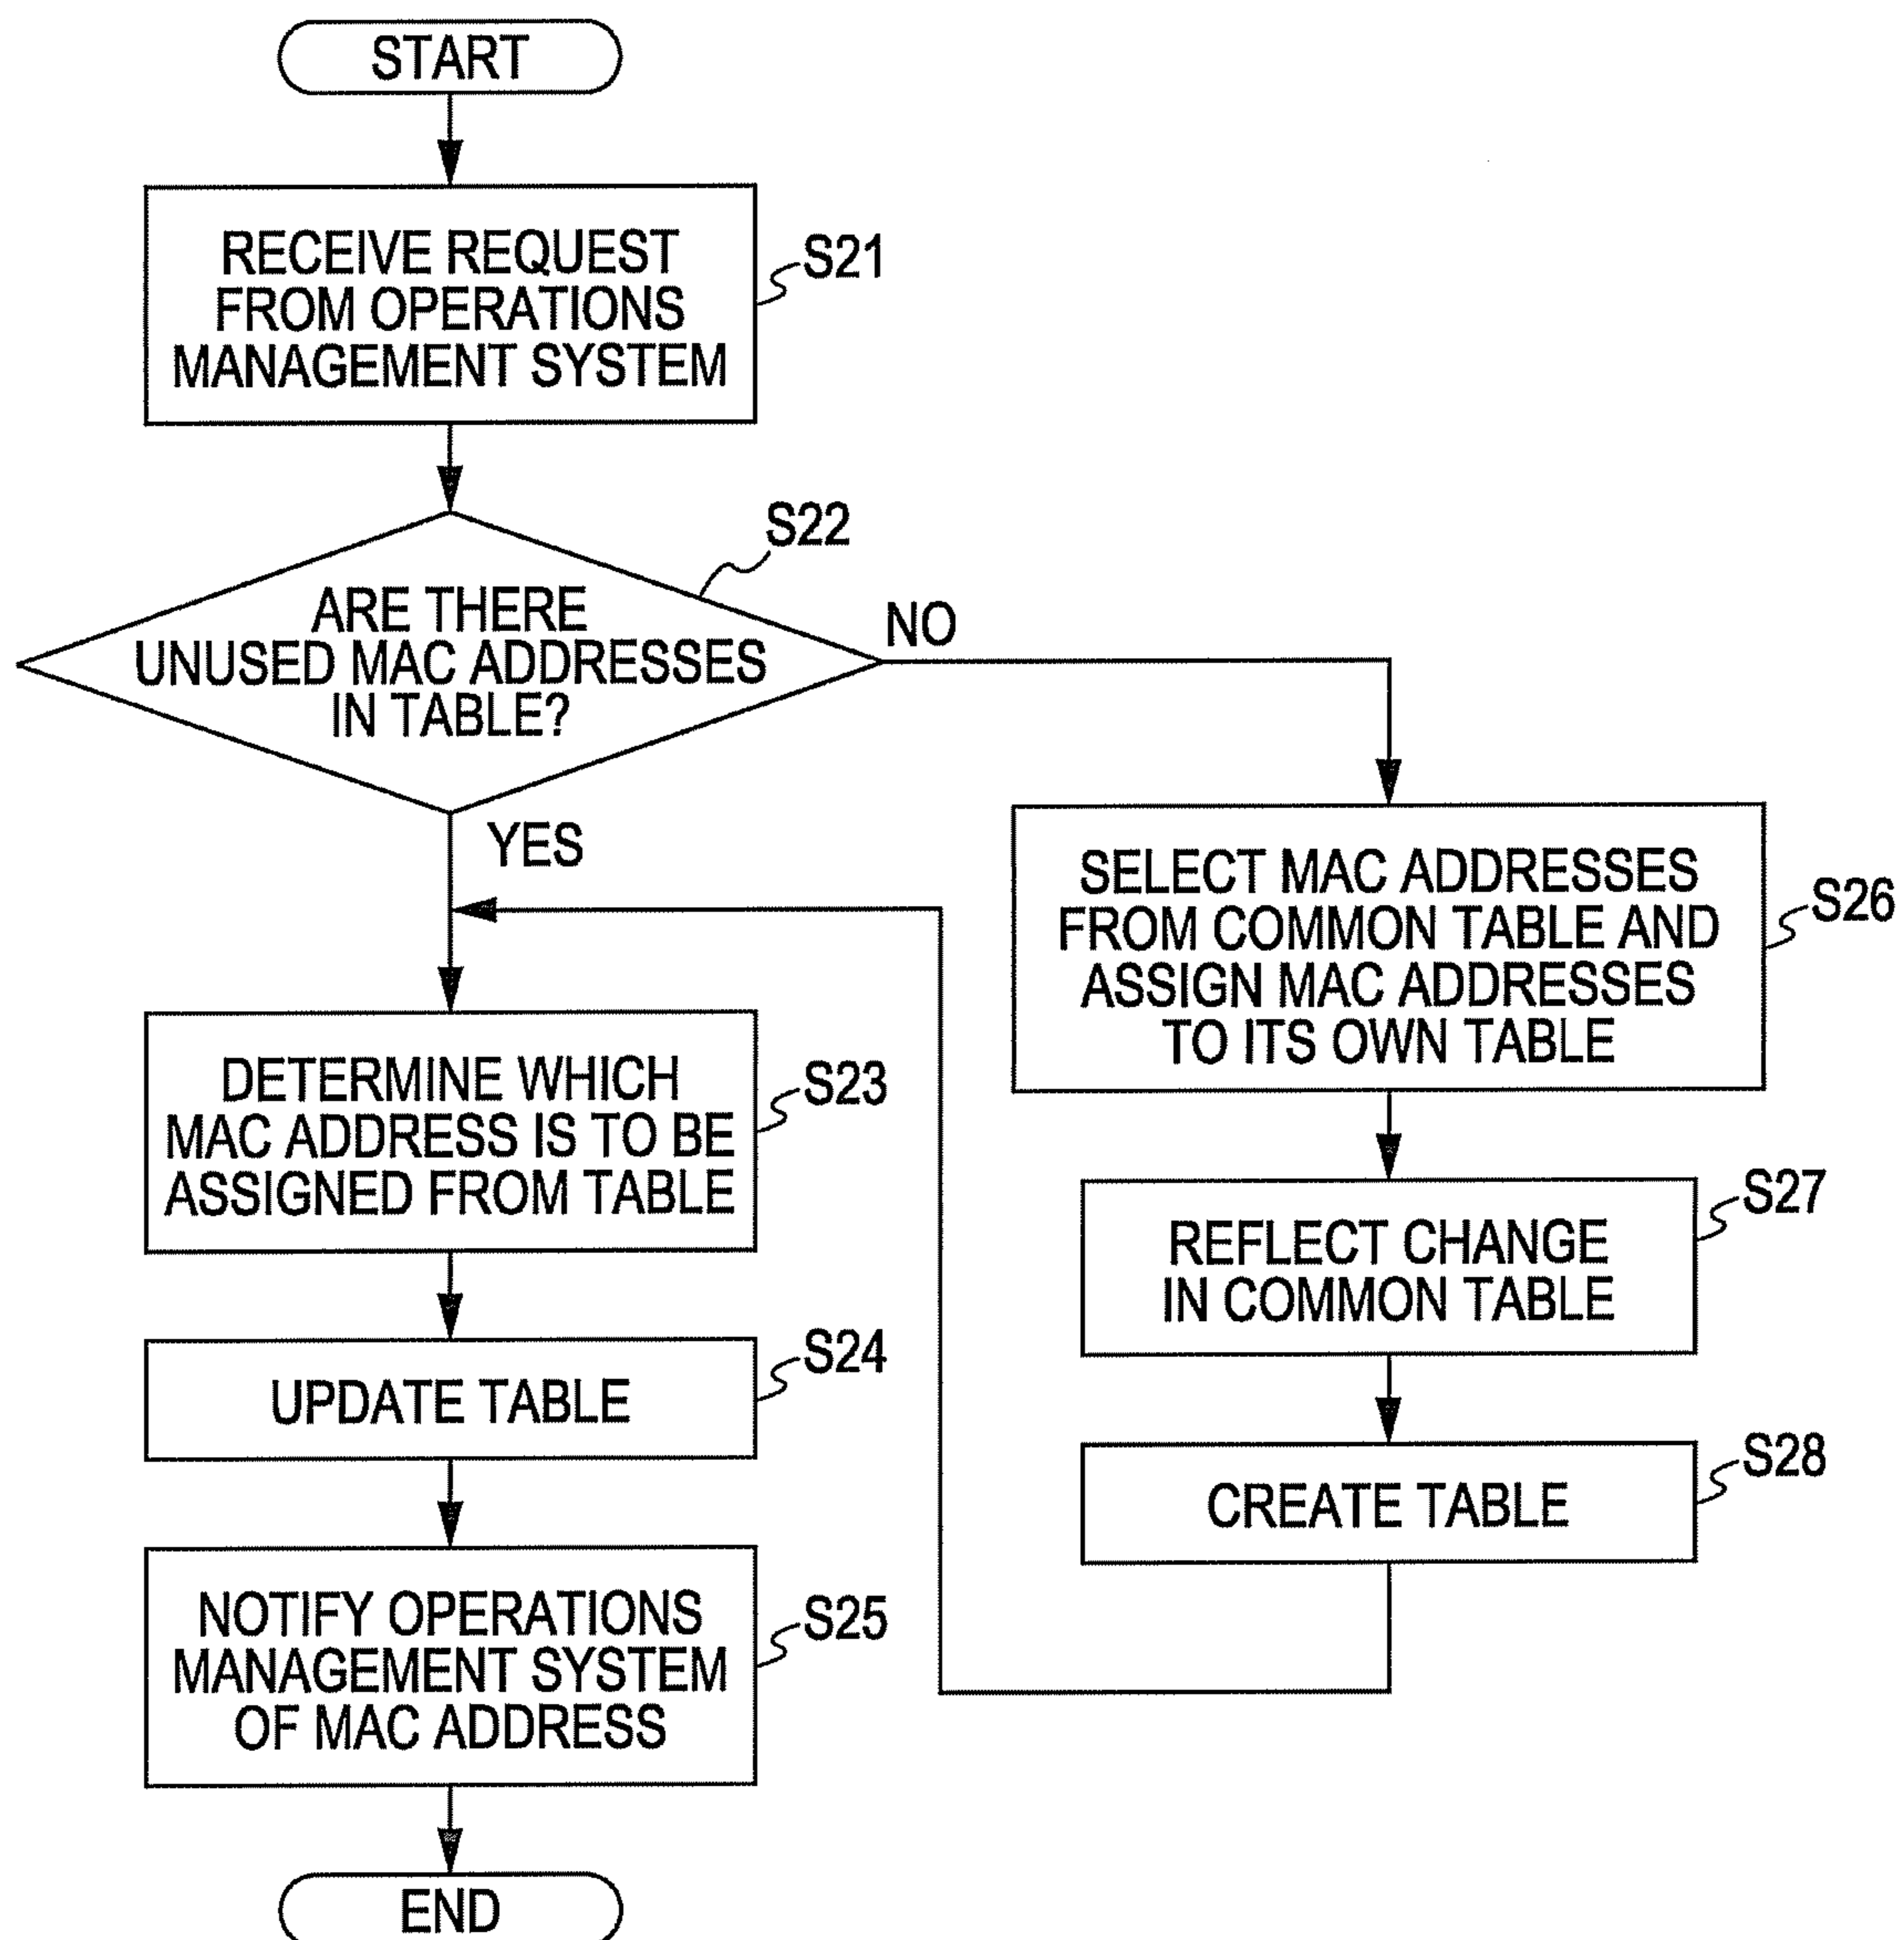 START
RECEIVE REQUEST
FROM OPERATIONS
MANAGEMENT SYSTEM
S21
S22
ARE THERE
UNUSED MAC ADDRESSES
IN TABLE?
NO
YES
DETERMINE WHICH
MAC ADDRESS IS TO BE
ASSIGNED FROM TABLE
S23
UPDATE TABLE
S24
NOTIFY OPERATIONS
MANAGEMENT SYSTEM
OF MAC ADDRESS
S25
END
SELECT MAC ADDRESSES
FROM COMMON TABLE AND
ASSIGN MAC ADDRESSES
TO ITS OWN TABLE
S26
REFLECT CHANGE
IN COMMON TABLE
S27
CREATE TABLE
S28